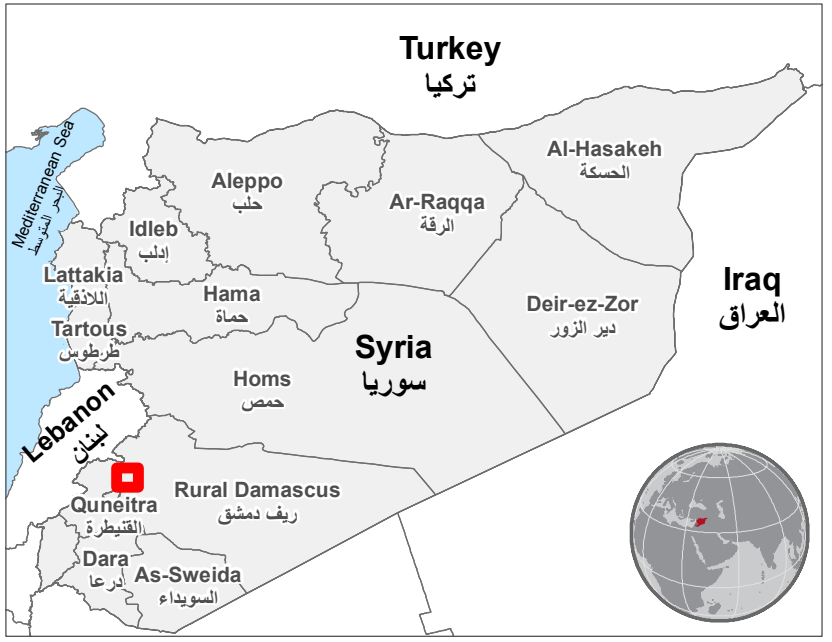 Turkey
تركيا
Mediterranean Sea
البحر المتوسط
Al-Hasakeh
الحسكة
Aleppo
حلب
Ar-Raqqa
الرقة
Idleb
إدلب
Lattakia
اللاذقية
Hama
حماة
Iraq
العراق
Deir-ez-Zor
دير الزور
Tartous
طرطوس
Syria
سوريا
Homs
حمص
Lebanon
لبنان
Rural Damascus
ريف دمشق
Quneitra
القنيطرة
Dara
درعا
As-Sweida
السويداء